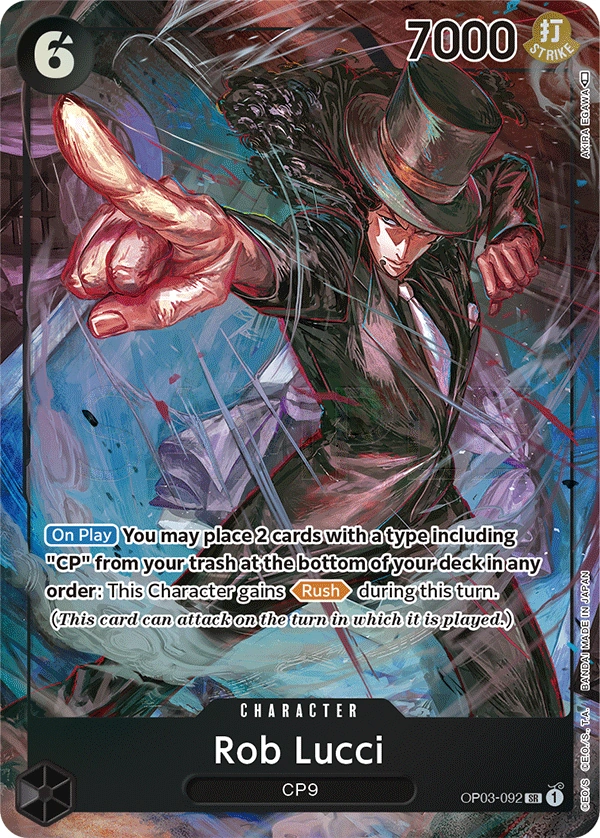 6
7000
打
STRIKE
AKIRA EGAWA
SAMPLE
On Play You may place 2 cards with a type including
"CP" from your trash at the bottom of your deck in any
order: This Character gains Rush during this turn.
(This card can attack on the turn in which it is played.)
©EO/S ©E.O./S., T.A. BANDAI MADE IN JAPAN
CHARACTER
Rob Lucci
CP9
OP03-092 SR 1